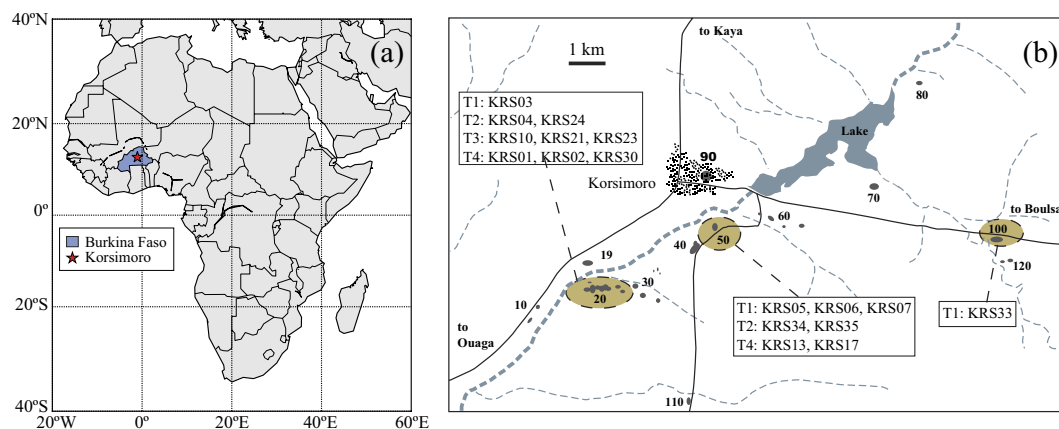 40ºN
20ºN
0º
20ºS
40ºS
20ºW
0º
20ºE
40ºE
60ºE
(a)
Burkina Faso
Korsimoro
(b)
to Kaya
1 km
T1: KRS03
T2: KRS04, KRS24
T3: KRS10, KRS21, KRS23
T4: KRS01, KRS02, KRS30
80
Lake
90
Korsimoro
70
to Boulsa
60
100
50
40
120
19
30
20
10
T1: KRS05, KRS06, KRS07
T2: KRS34, KRS35
T4: KRS13, KRS17
T1: KRS33
to
Ouaga
110